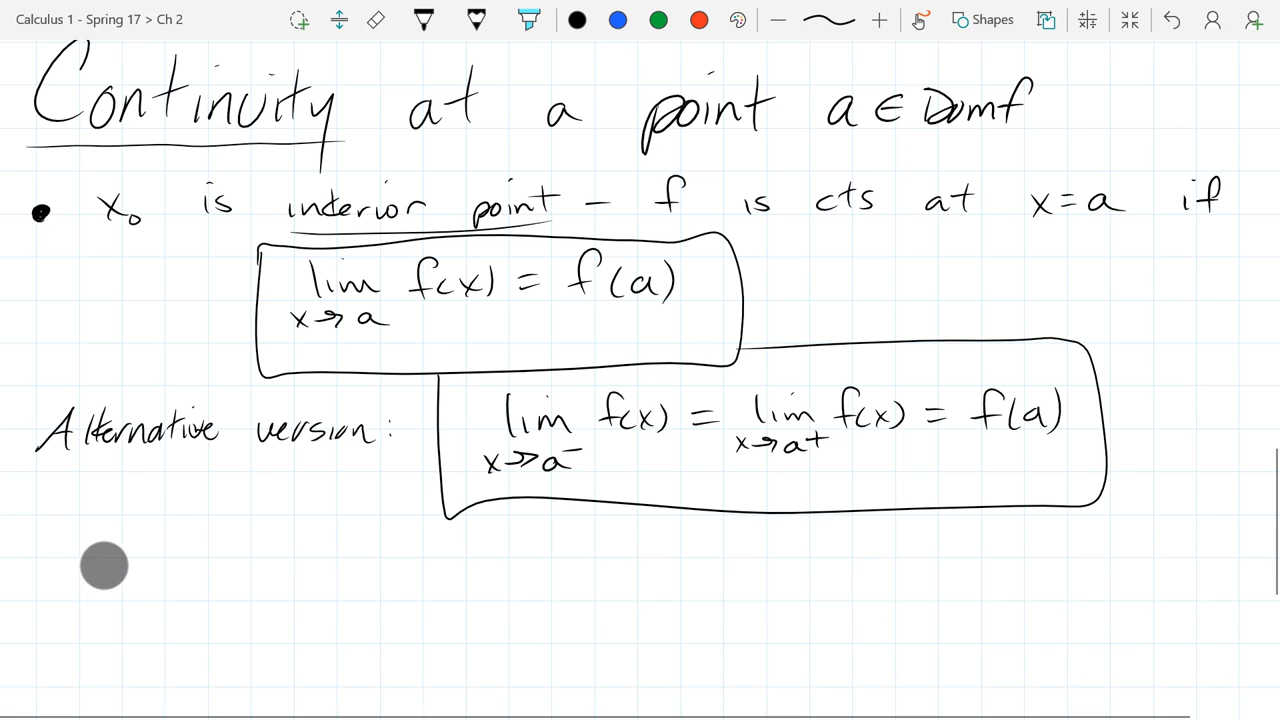 Calculus 1 - Spring 17 > Ch 2
Shapes
Continuity at a point a ∈ Domf
• x₀ is interior point – f is cts at x = a if
lim f(x) = f(a)
x→a
Alternative version: lim f(x) = lim f(x) = f(a)
x→a⁻ x→a⁺